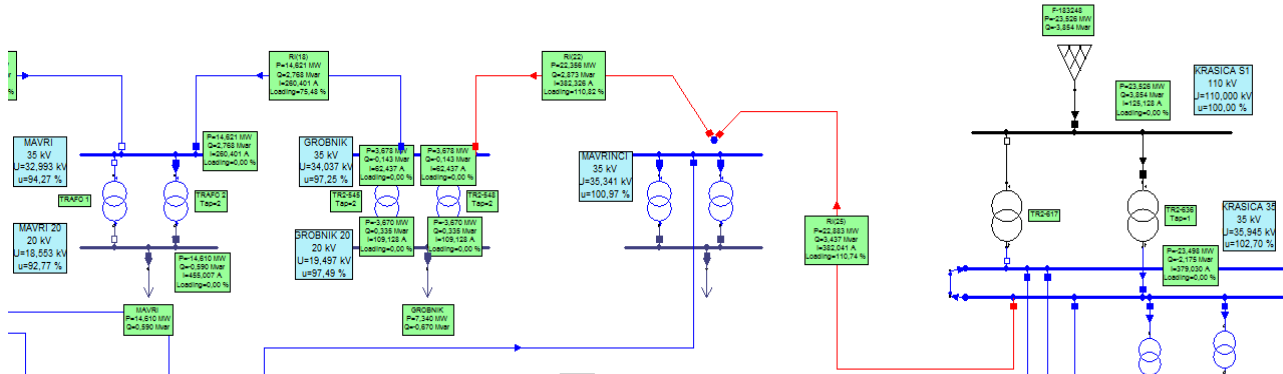 F-183248
P=-23,526 MW
Q=-3,854 Mvar
RI(18)
P=14,621 MW
Q=2,768 Mvar
I=260,401 A
Loading=75,48 %
RI(22)
P=22,356 MW
Q=2,873 Mvar
I=382,326 A
Loading=110,82 %
P=23,526 MW
Q=3,854 Mvar
I=125,128 A
Loading=0,00 %
KRASICA S1
110 kV
U=110,000 kV
u=100,00 %
MAVRI
35 kV
U=32,993 kV
u=94,27 %
P=14,621 MW
Q=2,768 Mvar
I=260,401 A
Loading=0,00 %
GROBNIK
35 kV
U=34,037 kV
u=97,25 %
P=3,678 MW
Q=-0,143 Mvar
I=62,437 A
Loading=0,00 %
P=3,678 MW
Q=-0,143 Mvar
I=62,437 A
Loading=0,00 %
MAVRINCI
35 kV
U=35,341 kV
u=100,97 %
TRAFO 1
TRAFO 2
Tap=2
TR2-546
Tap=2
TR2-548
Tap=2
TR2-617
TR2-636
Tap=1
KRASICA 35
35 kV
U=35,945 kV
u=102,70 %
MAVRI 20
20 kV
U=18,553 kV
u=92,77 %
P=-14,610 MW
Q=-0,590 Mvar
I=455,007 A
Loading=0,00 %
GROBNIK 20
20 kV
U=19,497 kV
u=97,49 %
P=-3,670 MW
Q=0,335 Mvar
I=109,128 A
Loading=0,00 %
P=-3,670 MW
Q=0,335 Mvar
I=109,128 A
Loading=0,00 %
RI(25)
P=22,883 MW
Q=3,437 Mvar
I=382,041 A
Loading=110,74 %
P=-23,498 MW
Q=-2,175 Mvar
I=379,030 A
Loading=0,00 %
MAVRI
P=14,610 MW
Q=0,590 Mvar
GROBNIK
P=7,340 MW
Q=-0,670 Mvar